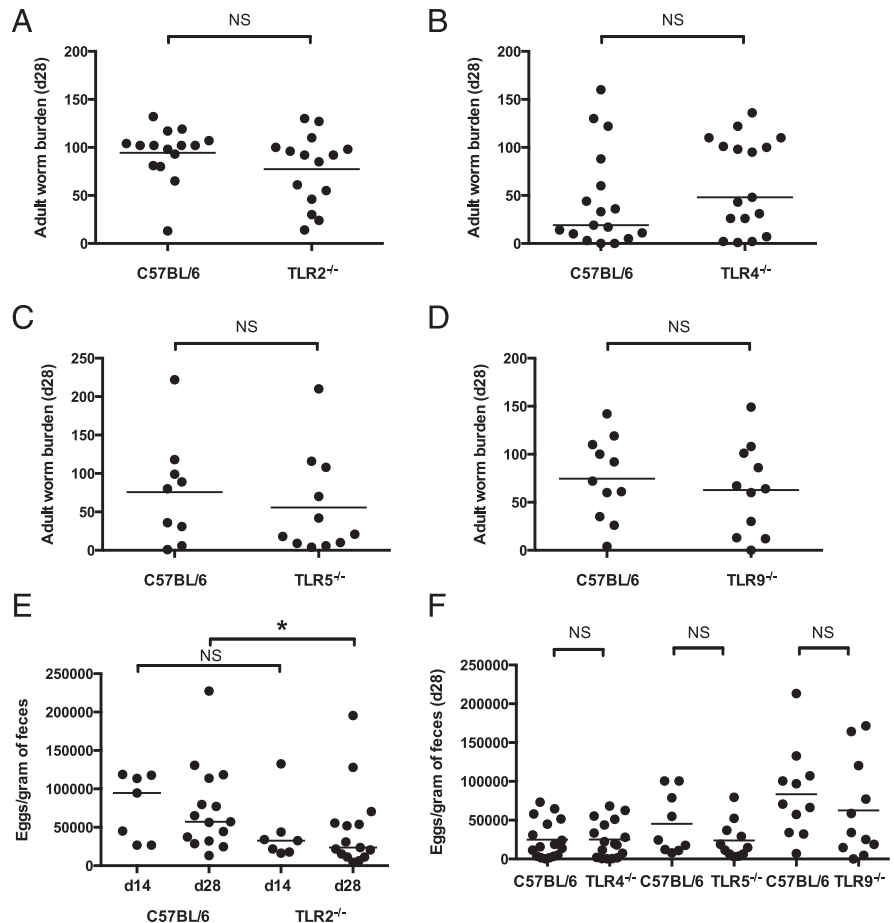 A
NS
Adult worm burden (d28)
200
150
100
50
0
C57BL/6
TLR2-/-
B
NS
Adult worm burden (d28)
200
150
100
50
0
C57BL/6
TLR4-/-
C
NS
Adult worm burden (d28)
250
200
150
100
50
0
C57BL/6
TLR5-/-
D
NS
Adult worm burden (d28)
200
150
100
50
0
C57BL/6
TLR9-/-
E
*
NS
Eggs/gram of feces
250000
200000
150000
100000
50000
0
d14 d28 d14 d28
C57BL/6 TLR2-/-
F
NS NS NS
Eggs/gram of feces (d28)
250000
200000
150000
100000
50000
0
C57BL/6 TLR4-/- C57BL/6 TLR5-/- C57BL/6 TLR9-/-